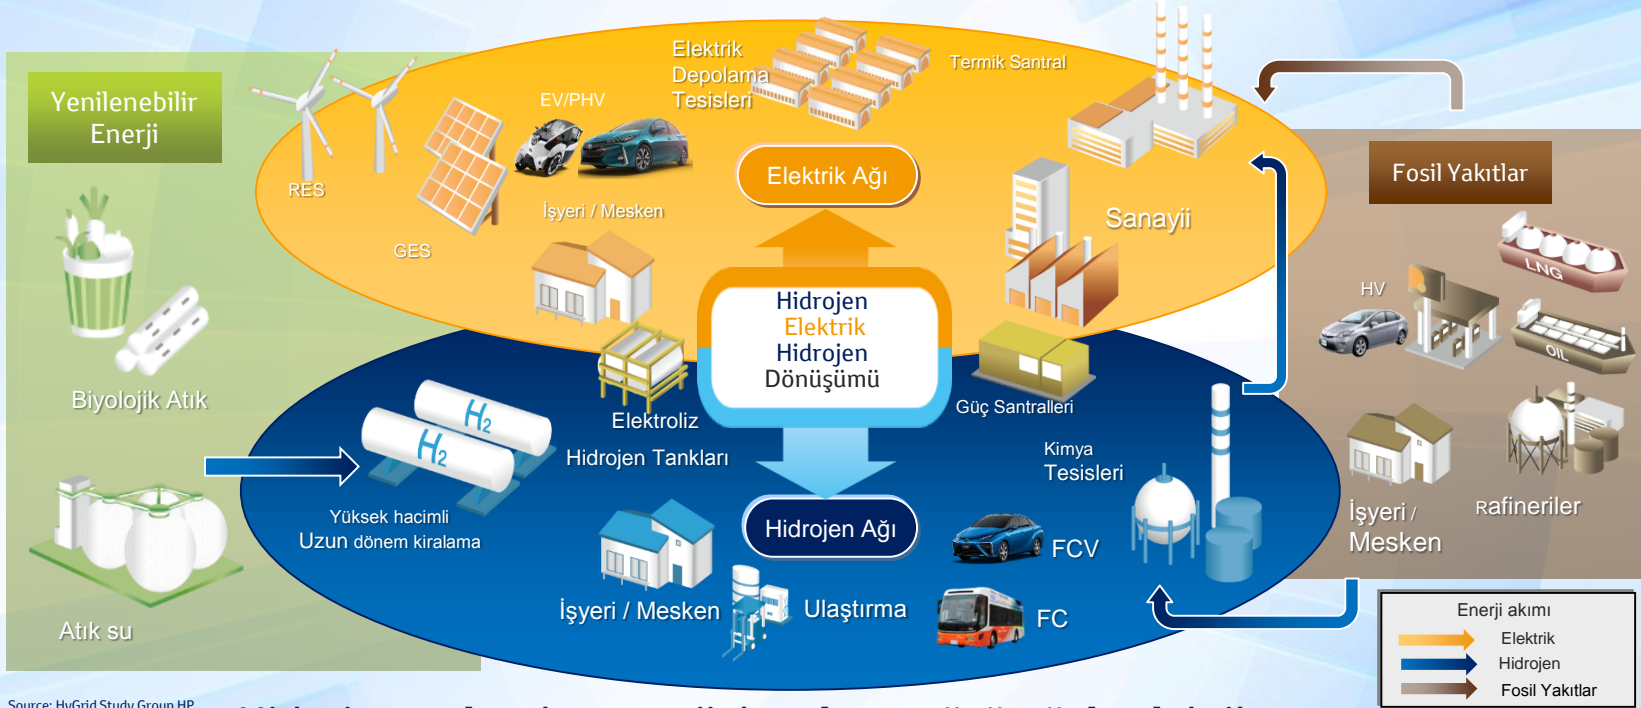 Yenilenebilir
Enerji
RES
GES
EV/PHV
İşyeri / Mesken
Elektrik
Depolama
Tesisleri
Termik Santral
Elektrik Ağı
Sanayii
Fosil Yakıtlar
LNG
HV
OIL
Hidrojen
Elektrik
Hidrojen
Dönüşümü
Biyolojik Atık
H2
H2
Elektroliz
Hidrojen Tankları
Güç Santralleri
Kimya
Tesisleri
Yüksek hacimli
Uzun dönem kiralama
Hidrojen Ağı
İşyeri /
Mesken
Rafineriler
FCV
İşyeri / Mesken
Ulaştırma
FC
Atık su
Enerji akımı
Elektrik
Hidrojen
Fosil Yakıtlar
Source: HyGrid Study Group HP